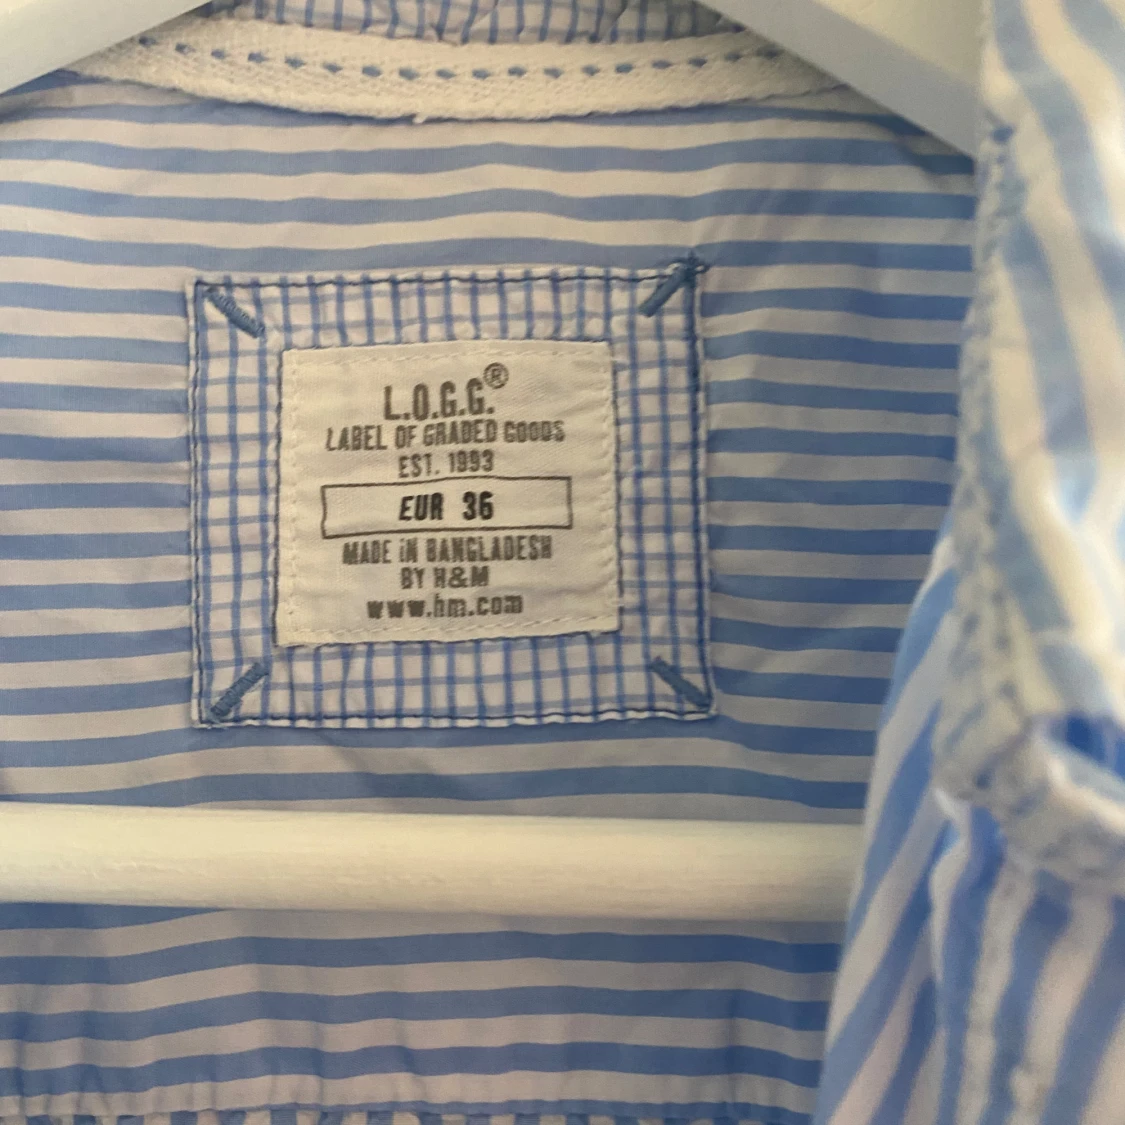 L.O.G.G.®
LABEL OF GRADED GOODS
EST. 1993
EUR 36
MADE iN BANGLADESH
BY H&M
www.hm.com